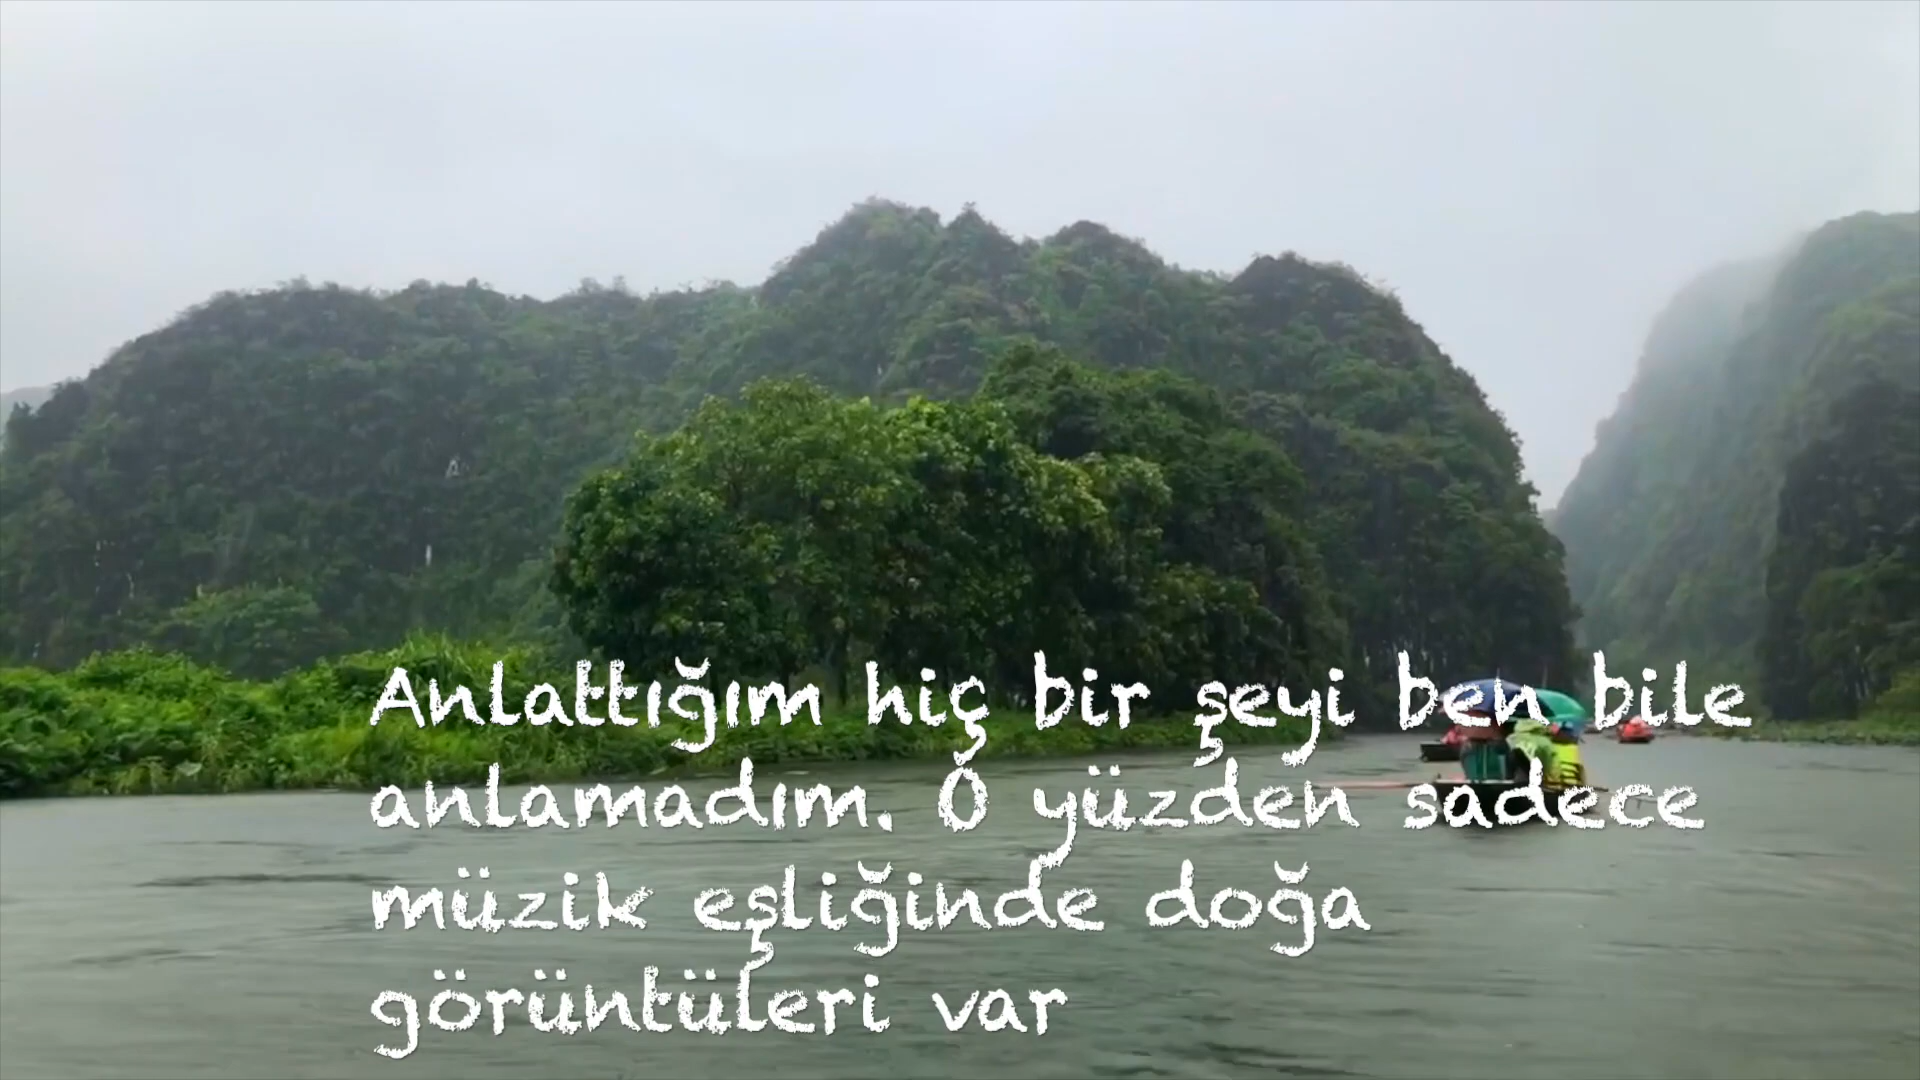 Anlattığım hiç bir şeyi ben bile
anlamadım. O yüzden sadece
müzik eşliğinde doğa
görüntüleri var